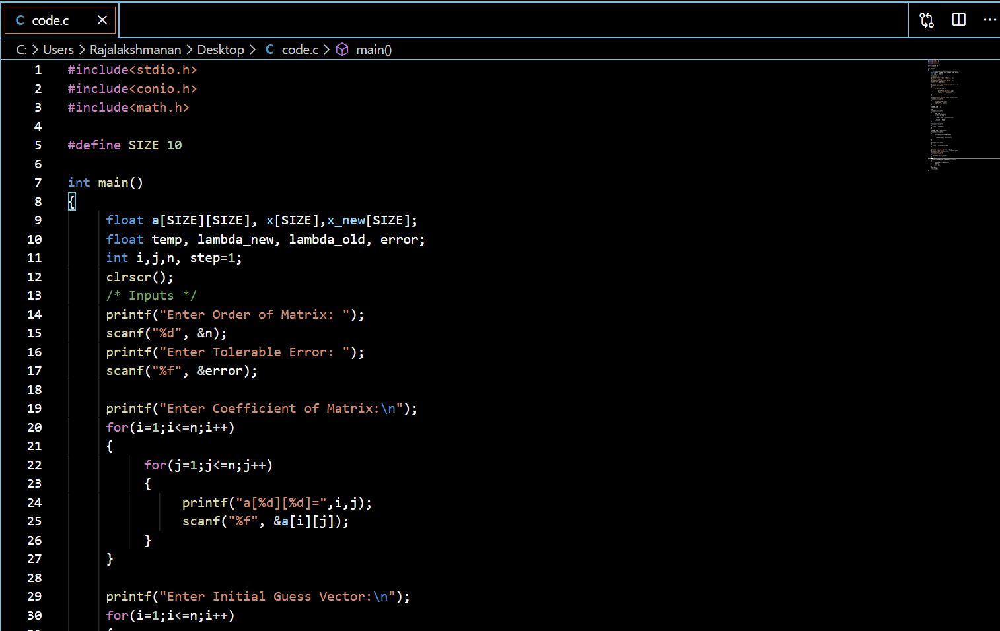 code.c
C: > Users > Rajalakshmanan > Desktop > C code.c > main()
1 #include<stdio.h>
2 #include<conio.h>
3 #include<math.h>
4
5 #define SIZE 10
6
7 int main()
8 {
9 float a[SIZE][SIZE], x[SIZE],x_new[SIZE];
10 float temp, lambda_new, lambda_old, error;
11 int i,j,n, step=1;
12 clrscr();
13 /* Inputs */
14 printf("Enter Order of Matrix: ");
15 scanf("%d", &n);
16 printf("Enter Tolerable Error: ");
17 scanf("%f", &error);
18
19 printf("Enter Coefficient of Matrix:\n");
20 for(i=1;i<=n;i++)
21 {
22 for(j=1;j<=n;j++)
23 {
24 printf("a[%d][%d]=",i,j);
25 scanf("%f", &a[i][j]);
26 }
27 }
28
29 printf("Enter Initial Guess Vector:\n");
30 for(i=1;i<=n;i++)